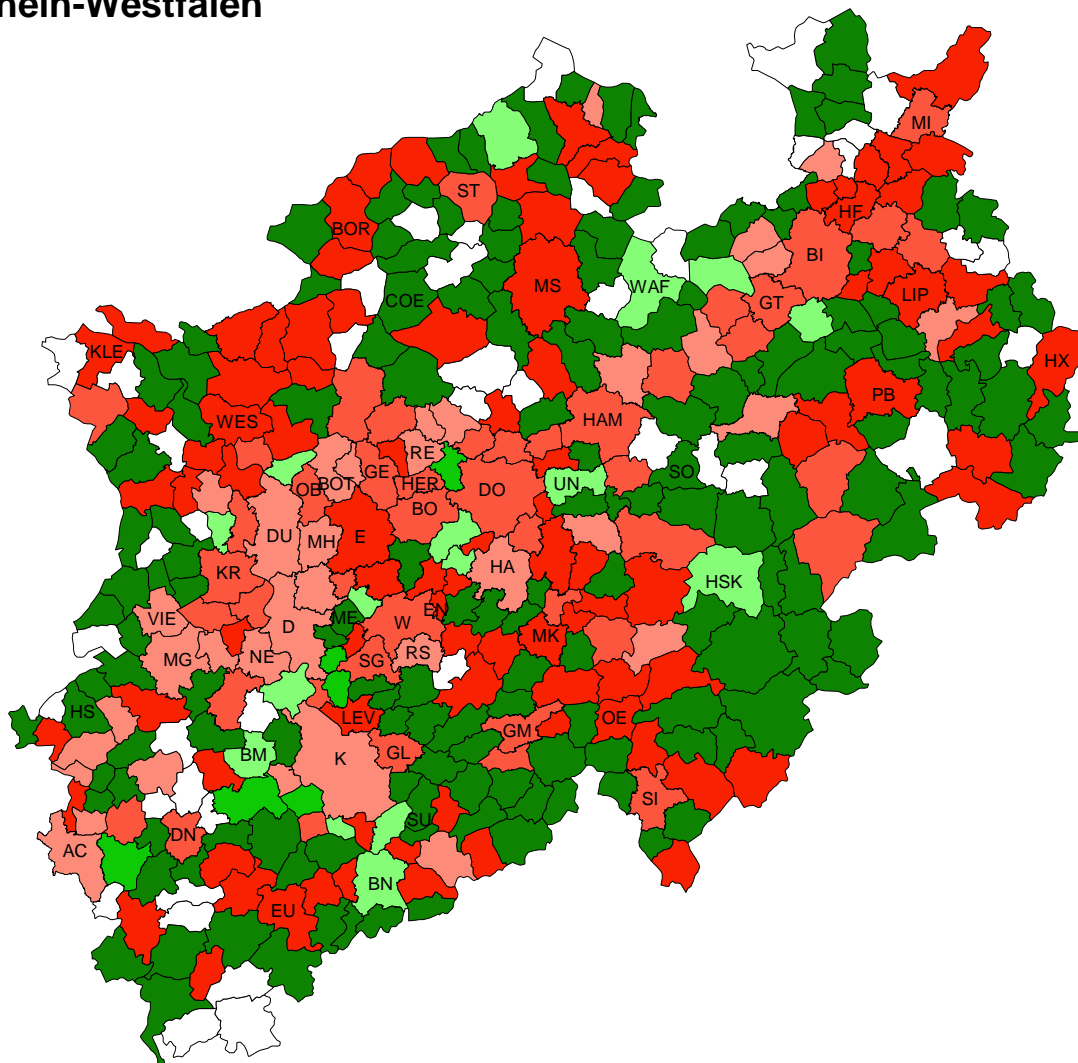 hein-Westfalen
MI
ST
HF
BOR
BI
MS
WAF
LIP
COE
GT
KLE
HX
PB
WES
HAM
RE
GE
SO
OB
BOT
HER
UN
DO
BO
DU
MH
E
HA
KR
HSK
EN
VIE
ME
W
D
MK
RS
NE
MG
SG
HS
LEV
OE
GM
BM
GL
K
SI
SU
DN
AC
BN
EU